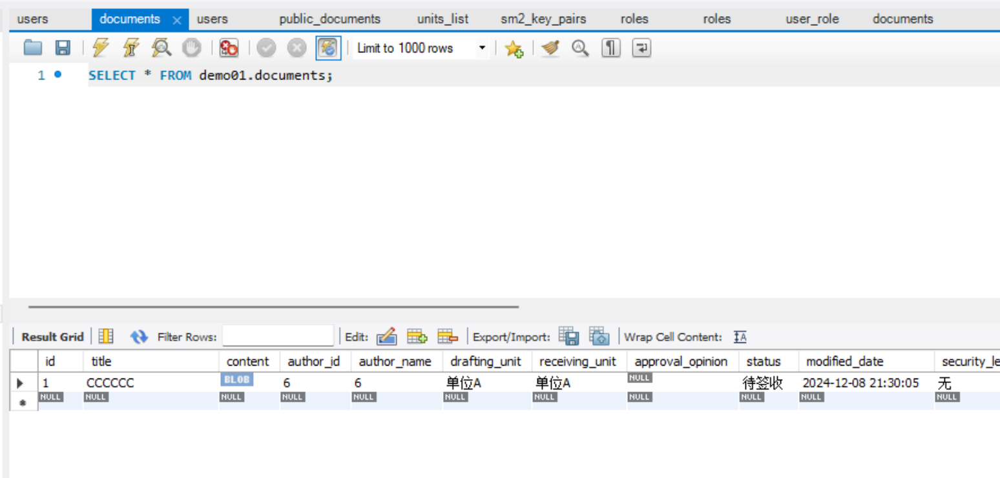 users documents users public_documents units_list sm2_key_pairs roles roles user_role documents
Limit to 1000 rows
1 SELECT * FROM demo01.documents;
Result Grid Filter Rows: Edit: Export/Import: Wrap Cell Content: IA
id title content author_id author_name drafting_unit receiving_unit approval_opinion status modified_date security_le
1 CCCCCC BLOB 6 6 单位A 单位A NULL 待签收 2024-12-08 21:30:05 无
NULL NULL NULL NULL NULL NULL NULL NULL NULL NULL NULL